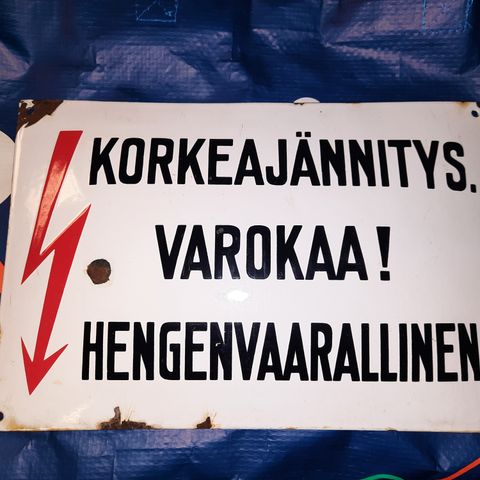 KORKEAJÄNNITYS.
VAROKAA!
HENGENVAARALLINEN